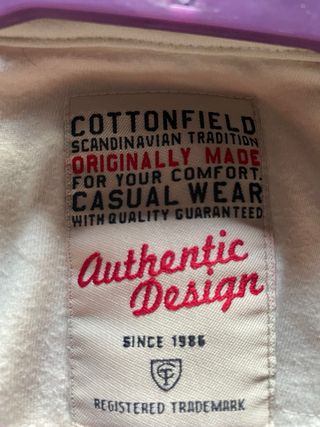 COTTONFIELD
SCANDINAVIAN TRADITION
ORIGINALLY MADE
FOR YOUR COMFORT.
CASUAL WEAR
WITH QUALITY GUARANTEED
Authentic
Design
SINCE 1986
REGISTERED TRADEMARK